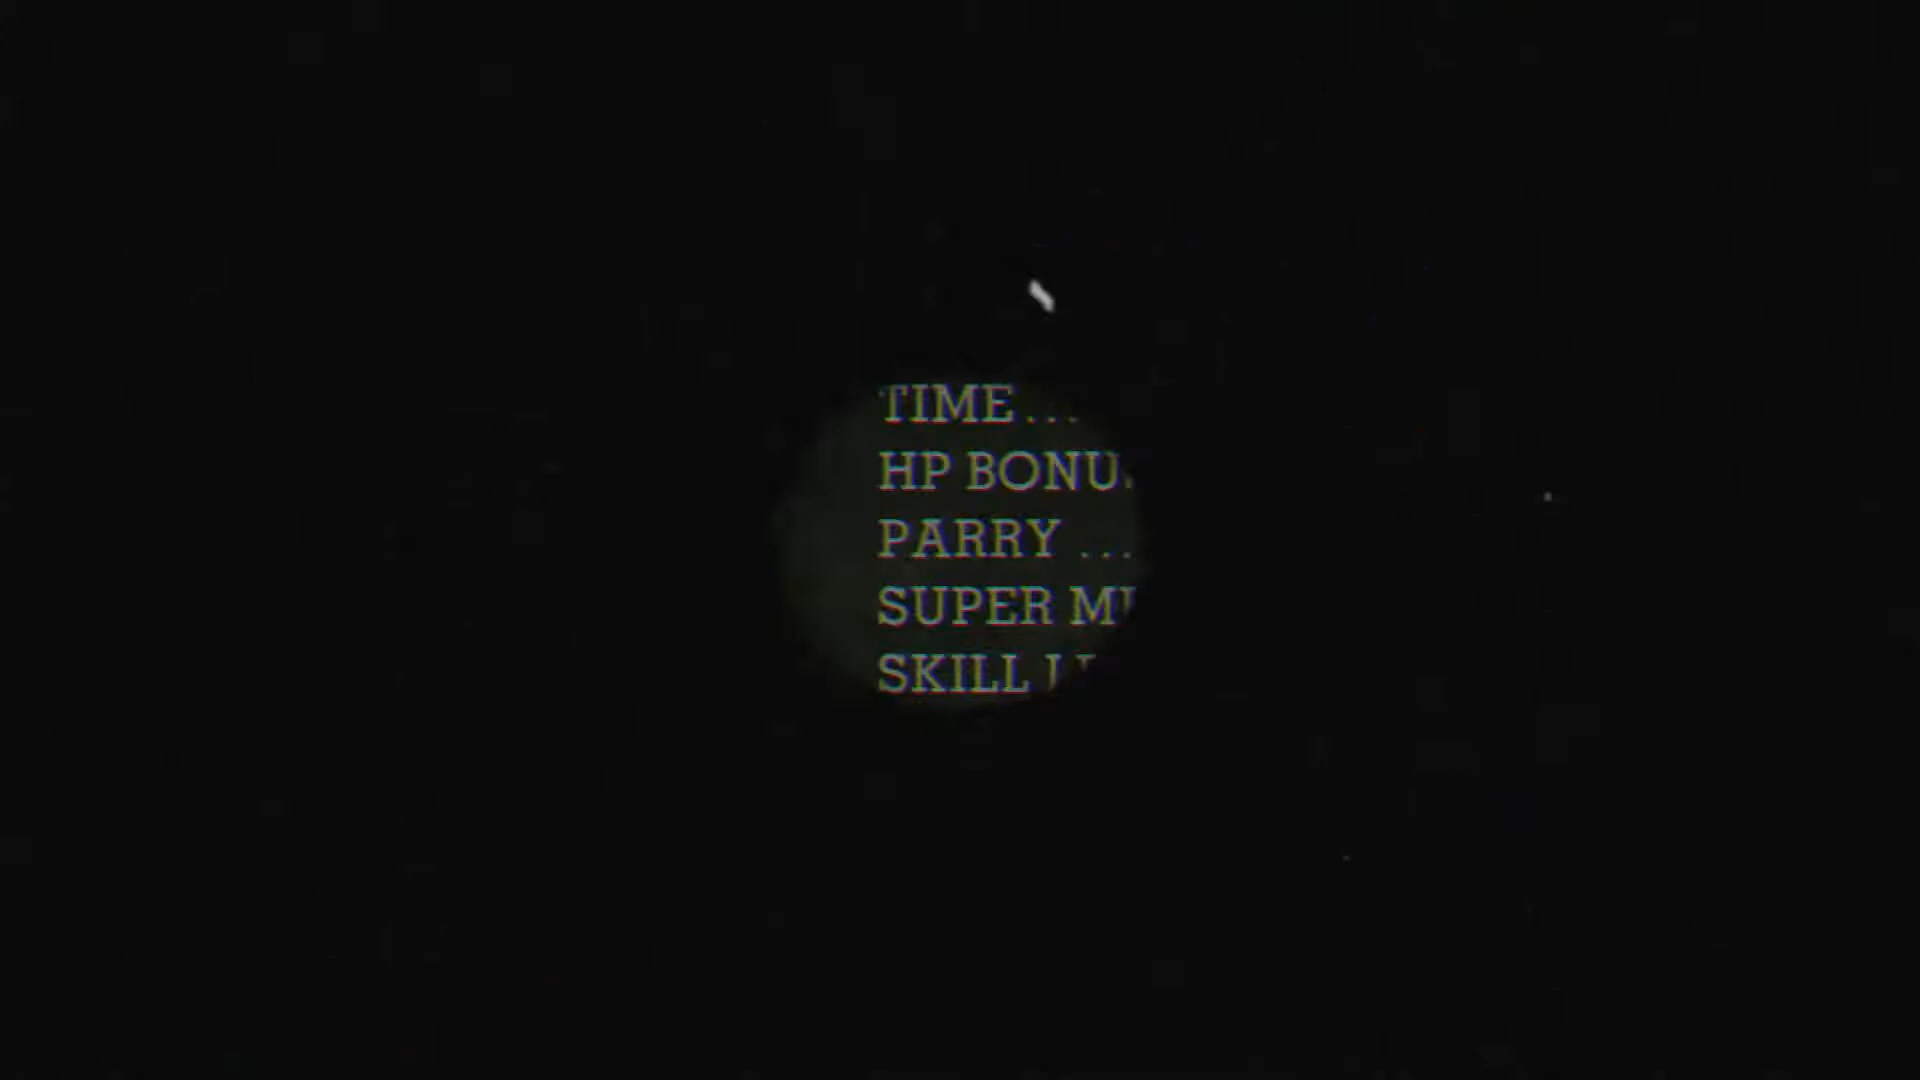 TIME ...
HP BONU
PARRY ...
SUPER M
SKILL